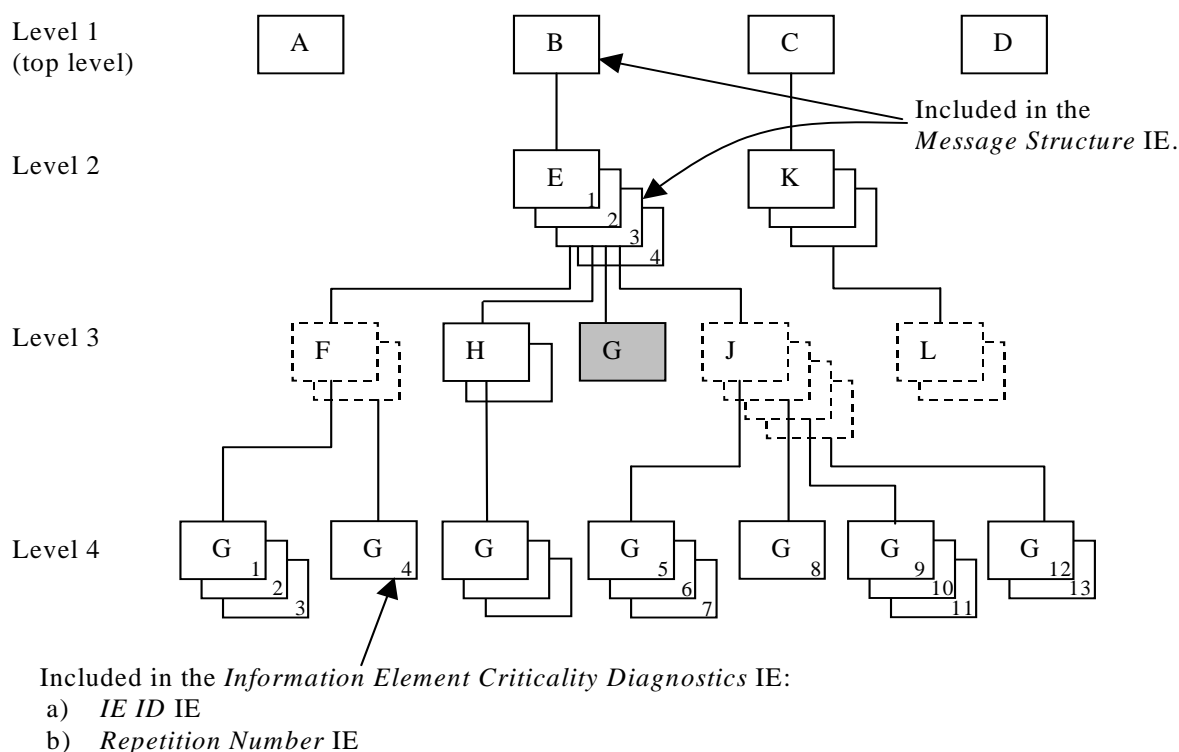 Level 1
(top level)
A
B
C
D
Included in the
Message Structure IE.
Level 2
E
1
2
3
4
K
Level 3
F
H
G
J
L
Level 4
G
1
2
3
G
4
G
G
5
6
7
G
8
G
9
10
11
G
12
13
Included in the Information Element Criticality Diagnostics IE:
a) IE ID IE
b) Repetition Number IE